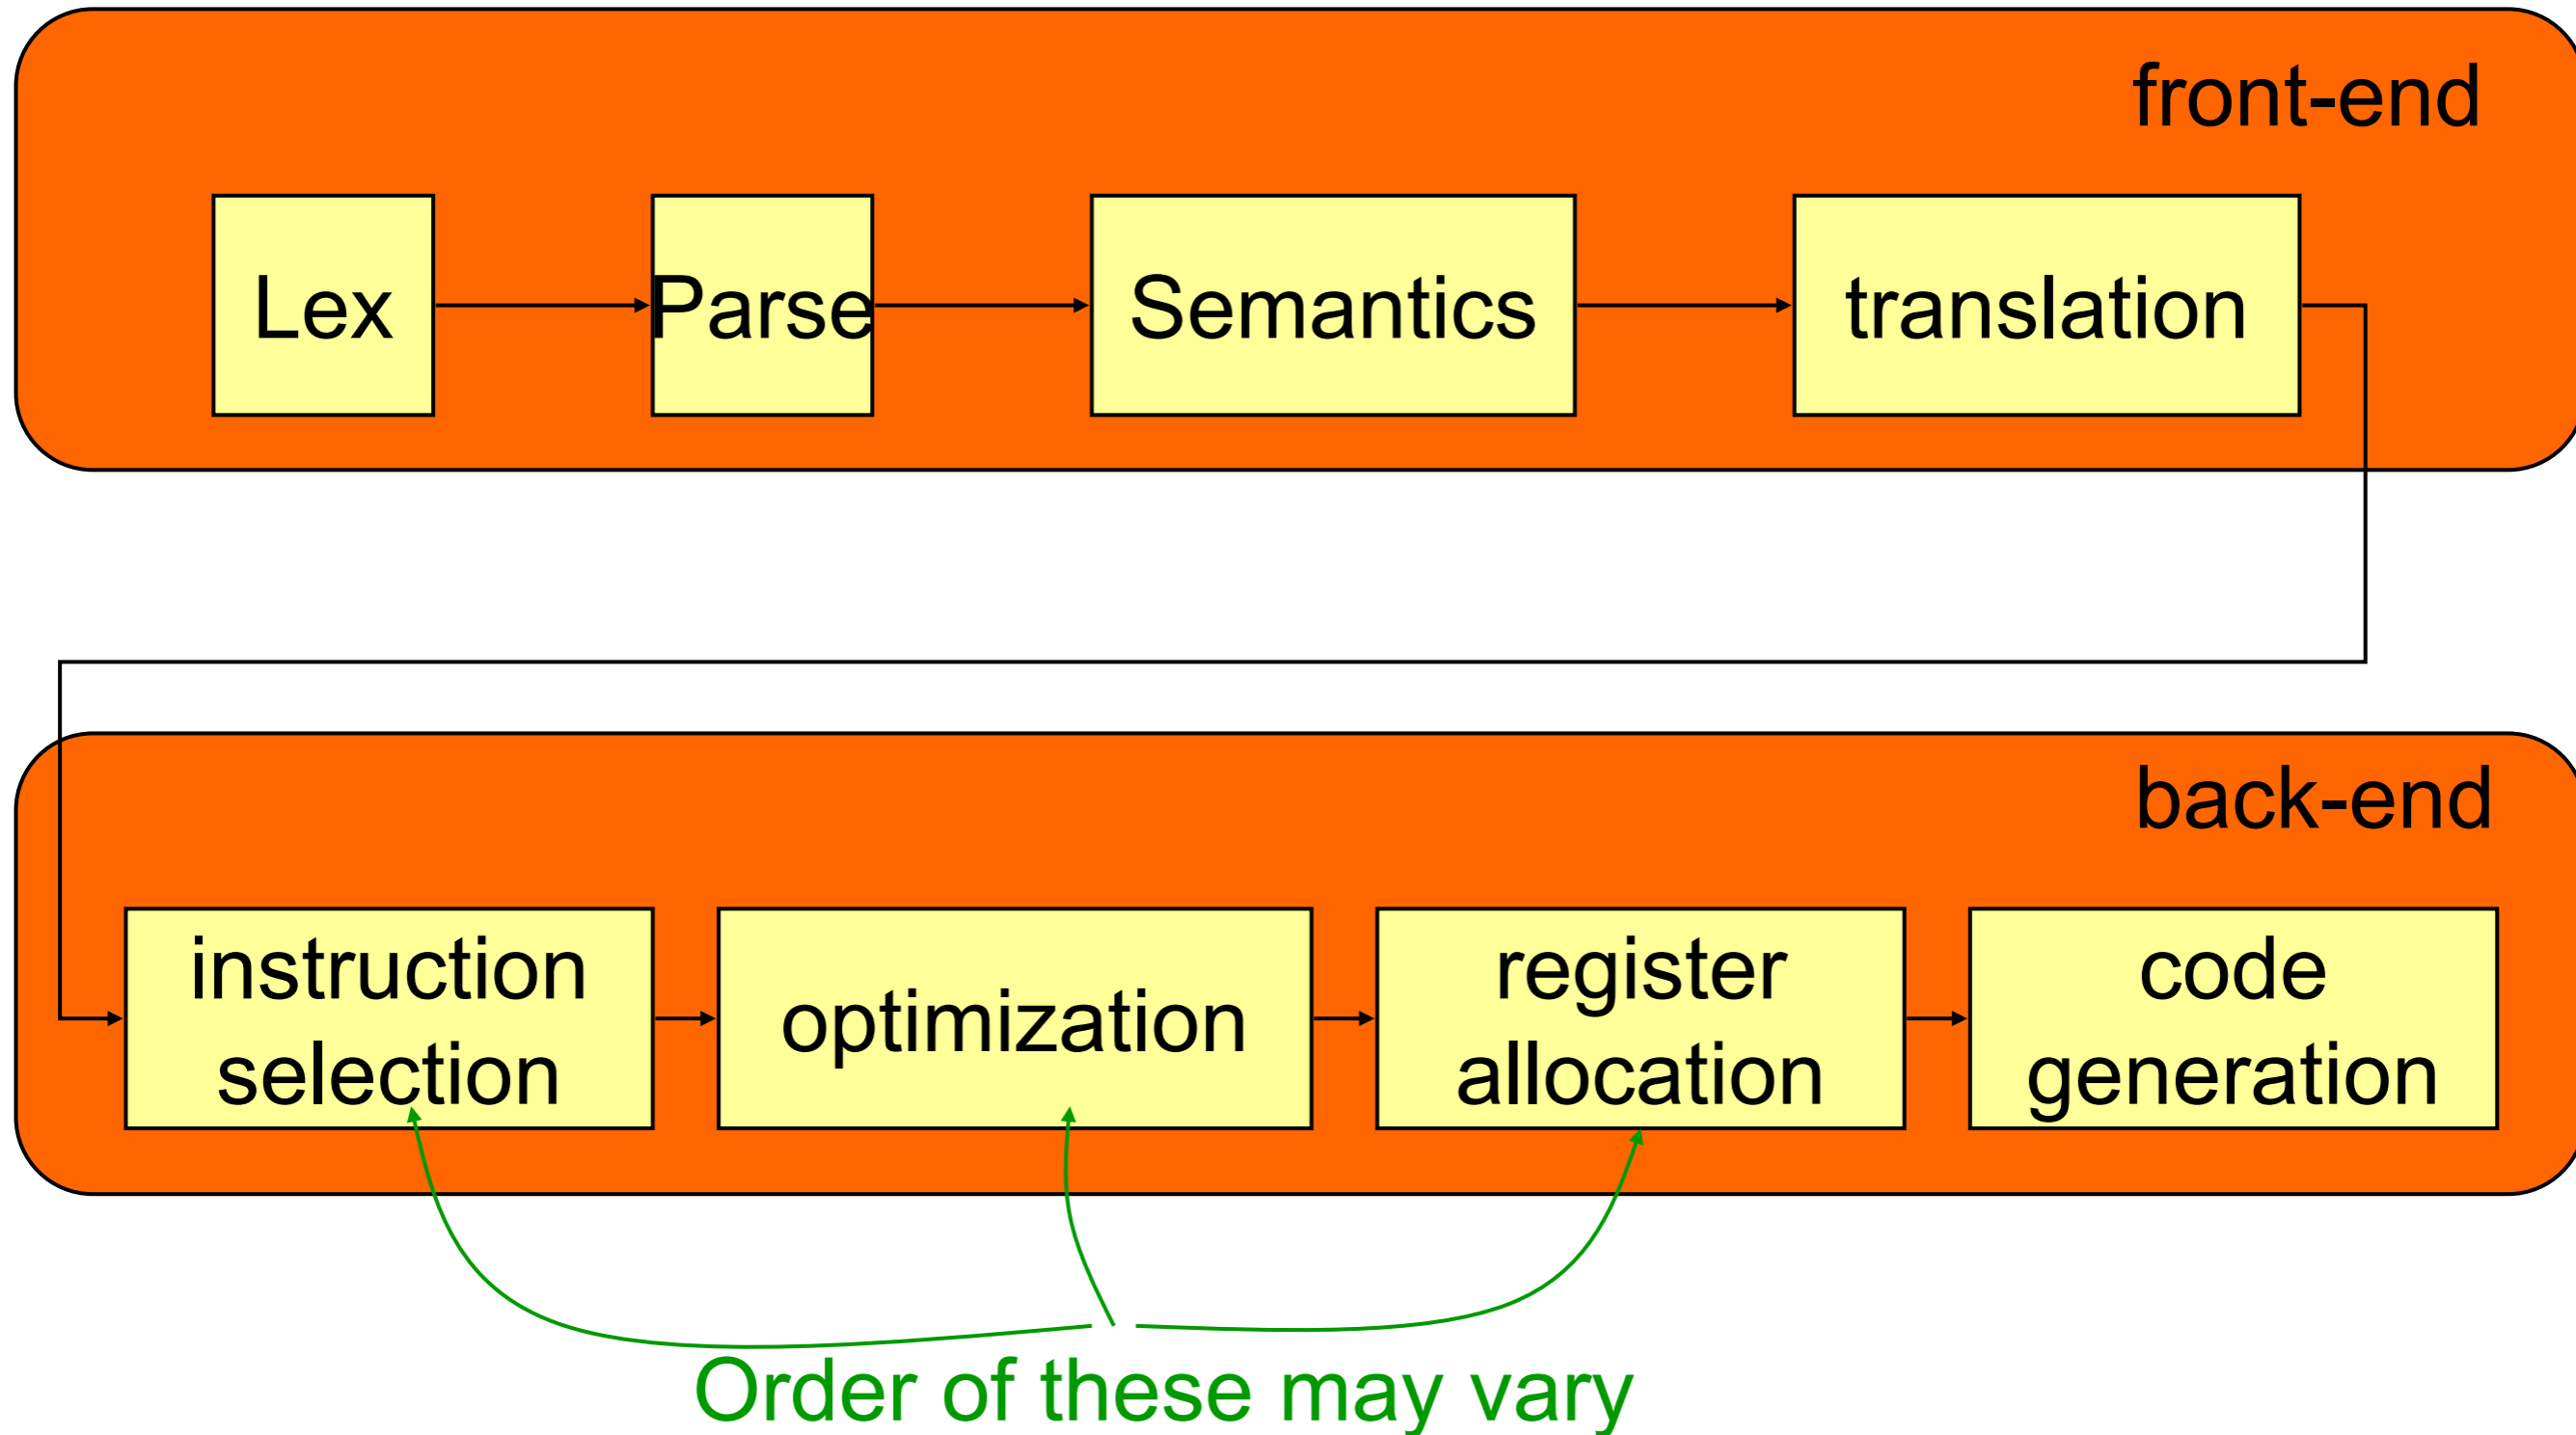 front-end
Lex
Parse
Semantics
translation
back-end
instruction
selection
optimization
register
allocation
code
generation
Order of these may vary